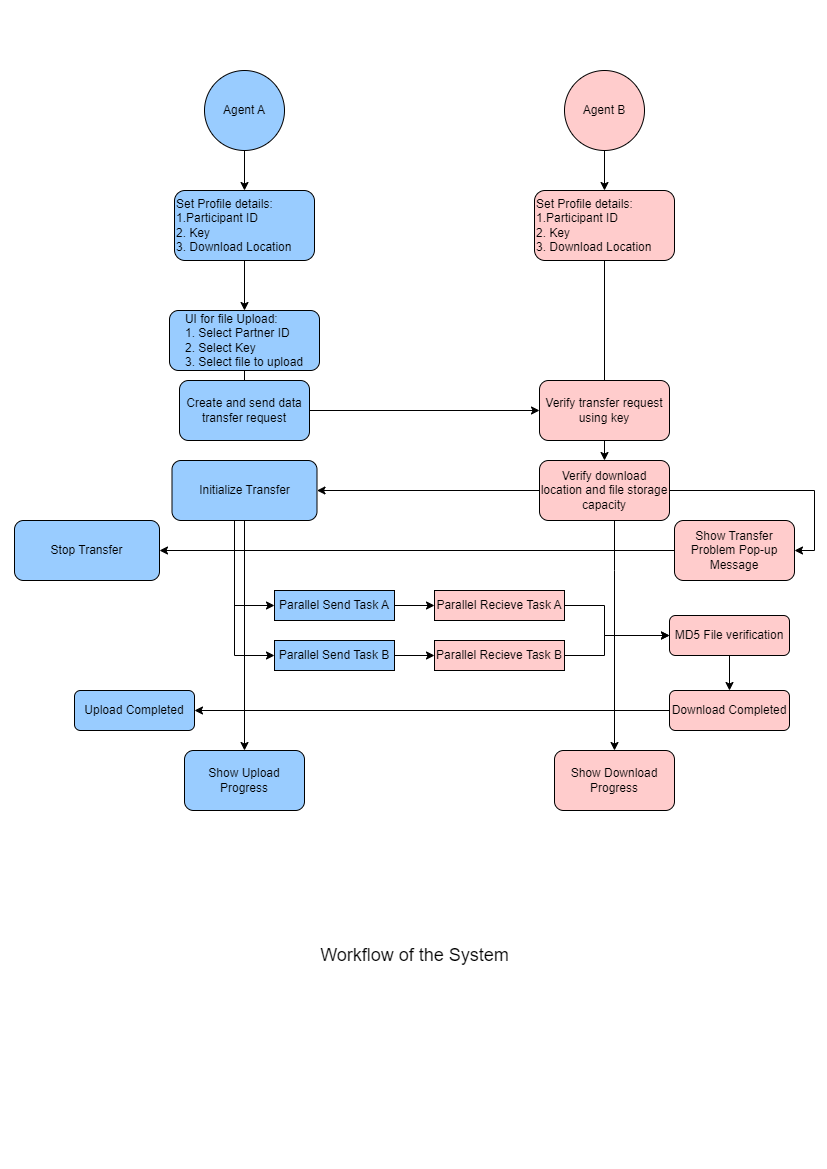 Agent A
Agent B
Set Profile details:
1.Participant ID
2. Key
3. Download Location
Set Profile details:
1.Participant ID
2. Key
3. Download Location
UI for file Upload:
1. Select Partner ID
2. Select Key
3. Select file to upload
Create and send data
transfer request
Verify transfer request
using key
Initialize Transfer
Verify download
location and file storage
capacity
Stop Transfer
Show Transfer
Problem Pop-up
Message
Parallel Send Task A
Parallel Recieve Task A
MD5 File verification
Parallel Send Task B
Parallel Recieve Task B
Upload Completed
Download Completed
Show Upload
Progress
Show Download
Progress
Workflow of the System